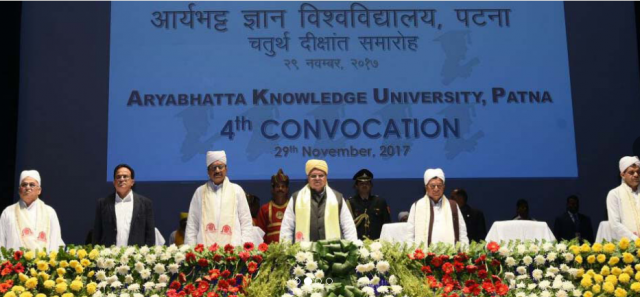 आर्यभट्ट ज्ञान विश्वविद्यालय, पटना
चतुर्थ दीक्षांत समारोह
२९ नवम्बर, २०१७
ARYABHATTA KNOWLEDGE UNIVERSITY, PATNA
4th CONVOCATION
29th November, 2017